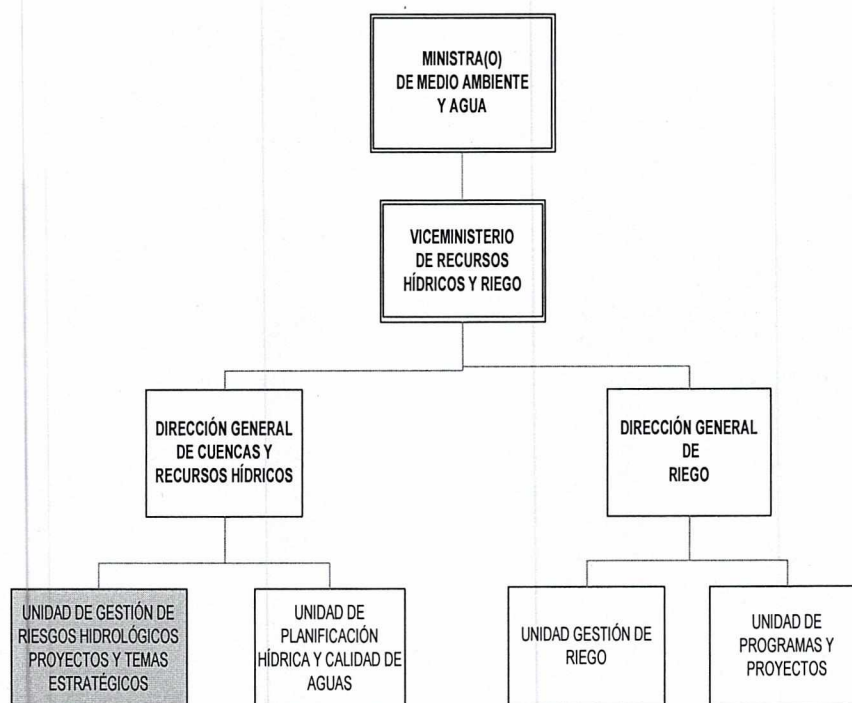 MINISTRA(O)
DE MEDIO AMBIENTE
Y AGUA
VICEMINISTERIO
DE RECURSOS
HÍDRICOS Y RIEGO
DIRECCIÓN GENERAL
DE CUENCAS Y
RECURSOS HÍDRICOS
DIRECCIÓN GENERAL
DE
RIEGO
UNIDAD DE GESTIÓN DE
RIESGOS HIDROLÓGICOS
PROYECTOS Y TEMAS
ESTRATÉGICOS
UNIDAD DE
PLANIFICACIÓN
HÍDRICA Y CALIDAD DE
AGUAS
UNIDAD GESTIÓN DE
RIEGO
UNIDAD DE
PROGRAMAS Y
PROYECTOS